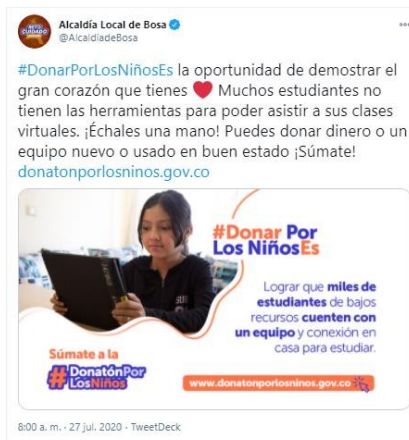 Alcaldía Local de Bosa
@AlcaldiadeBosa
#DonarPorLosNiñosEs la oportunidad de demostrar el
gran corazón que tienes ❤️ Muchos estudiantes no
tienen las herramientas para poder asistir a sus clases
virtuales. ¡Échales una mano! Puedes donar dinero o un
equipo nuevo o usado en buen estado ¡Súmate!
donatonporlosninos.gov.co
#Donar Por
Los NiñosEs
Lograr que miles de
estudiantes de bajos
recursos cuenten con
un equipo y conexión en
casa para estudiar.
Súmate a la
#DonatónPor
LosNiños
www.donatonporlosninos.gov.co
8:00 a. m. · 27 jul. 2020 · TweetDeck